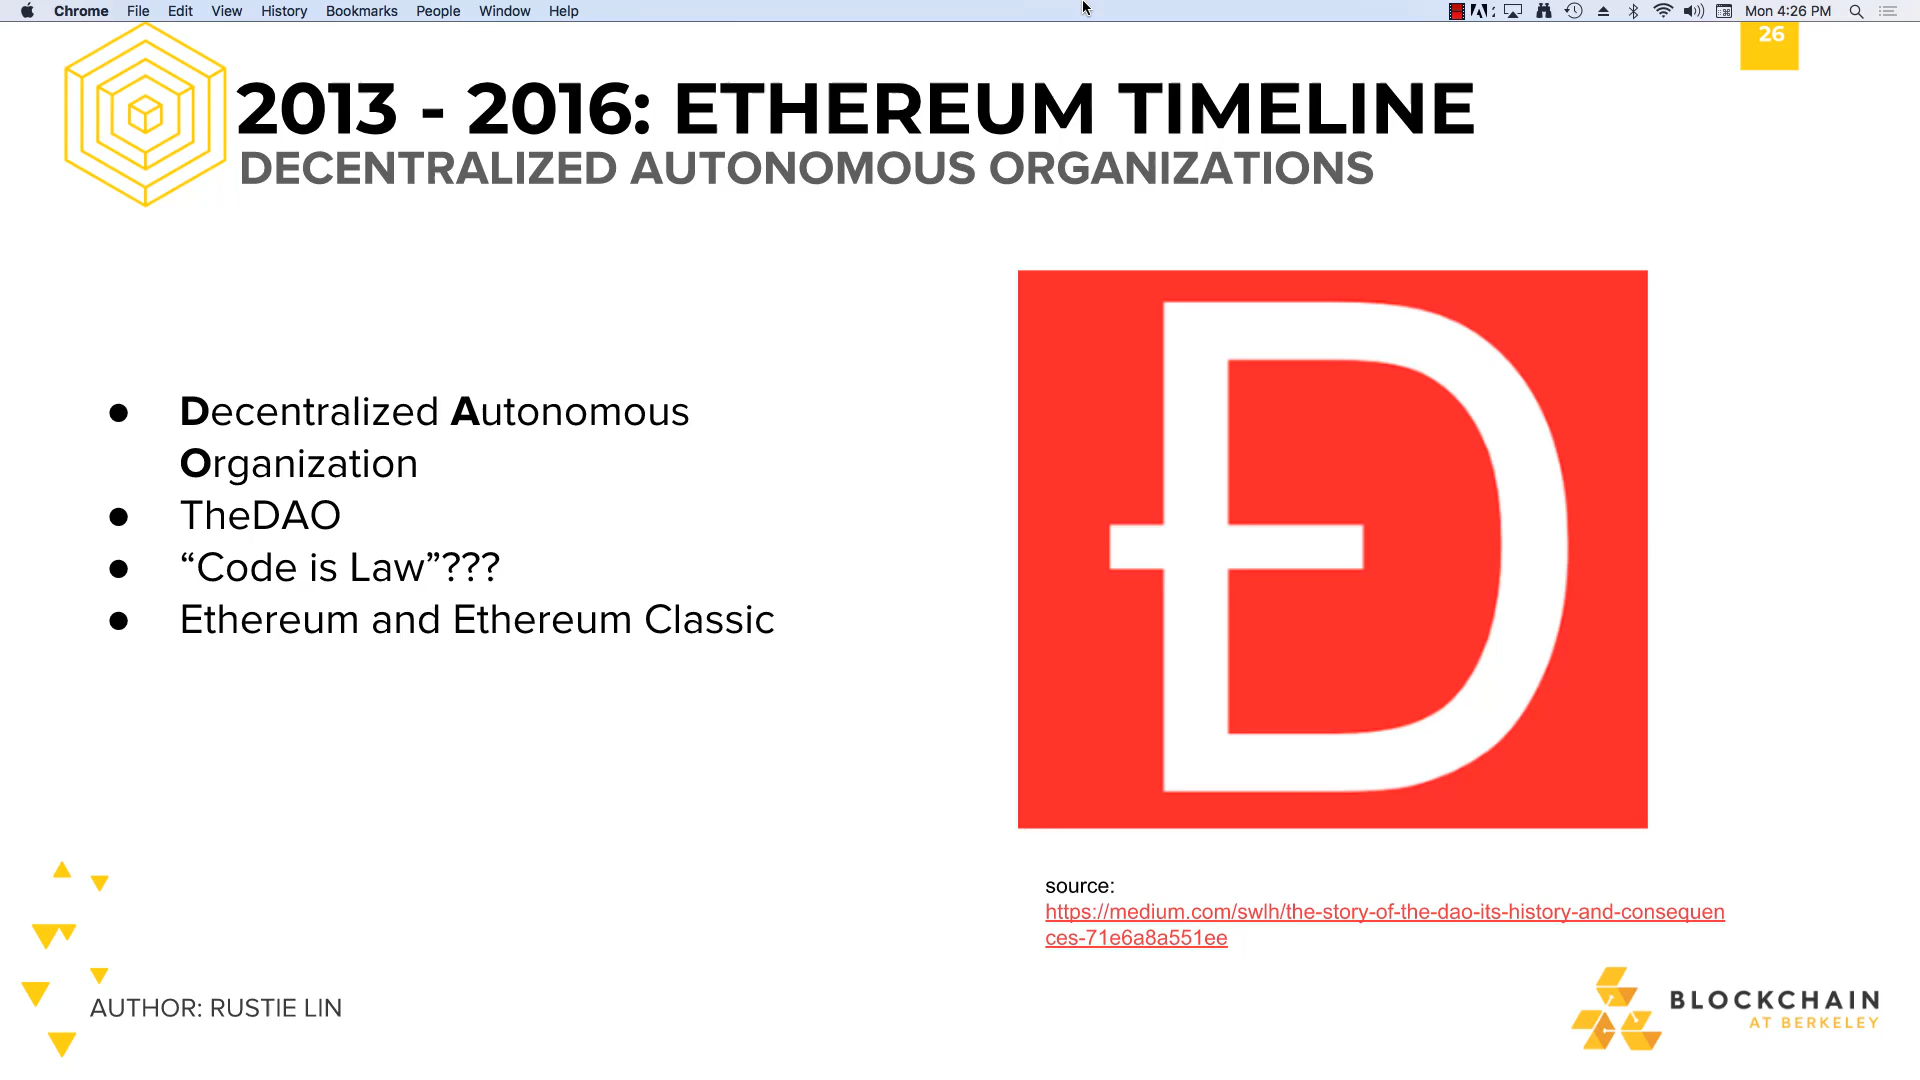 Chrome File Edit View History Bookmarks People Window Help
Mon 4:26 PM
26
2013 - 2016: ETHEREUM TIMELINE
DECENTRALIZED AUTONOMOUS ORGANIZATIONS
● Decentralized Autonomous
Organization
● TheDAO
● “Code is Law”???
● Ethereum and Ethereum Classic
Đ
source:
https://medium.com/swlh/the-story-of-the-dao-its-history-and-consequen
ces-71e6a8a551ee
AUTHOR: RUSTIE LIN
BLOCKCHAIN
AT BERKELEY